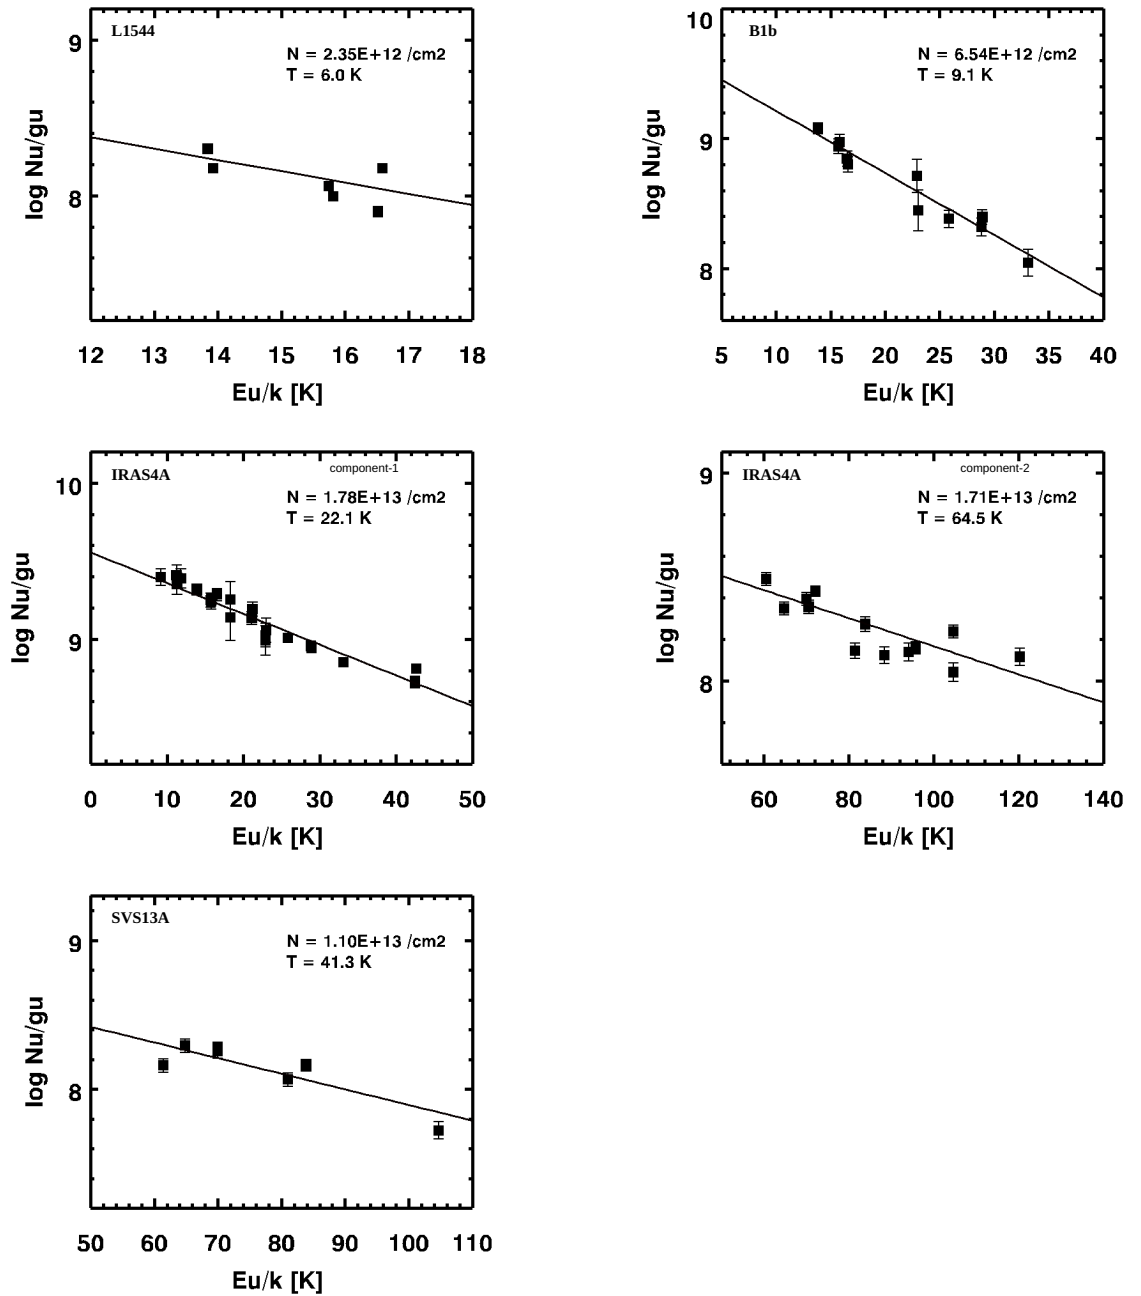 L1544
N = 2.35E+12 /cm2
T = 6.0 K
9
8
log Nu/gu
12 13 14 15 16 17 18
Eu/k [K]
B1b
N = 6.54E+12 /cm2
T = 9.1 K
10
9
8
log Nu/gu
5 10 15 20 25 30 35 40
Eu/k [K]
IRAS4A
component-1
N = 1.78E+13 /cm2
T = 22.1 K
10
9
log Nu/gu
0 10 20 30 40 50
Eu/k [K]
IRAS4A
component-2
N = 1.71E+13 /cm2
T = 64.5 K
9
8
log Nu/gu
60 80 100 120 140
Eu/k [K]
SVS13A
N = 1.10E+13 /cm2
T = 41.3 K
9
8
log Nu/gu
50 60 70 80 90 100 110
Eu/k [K]